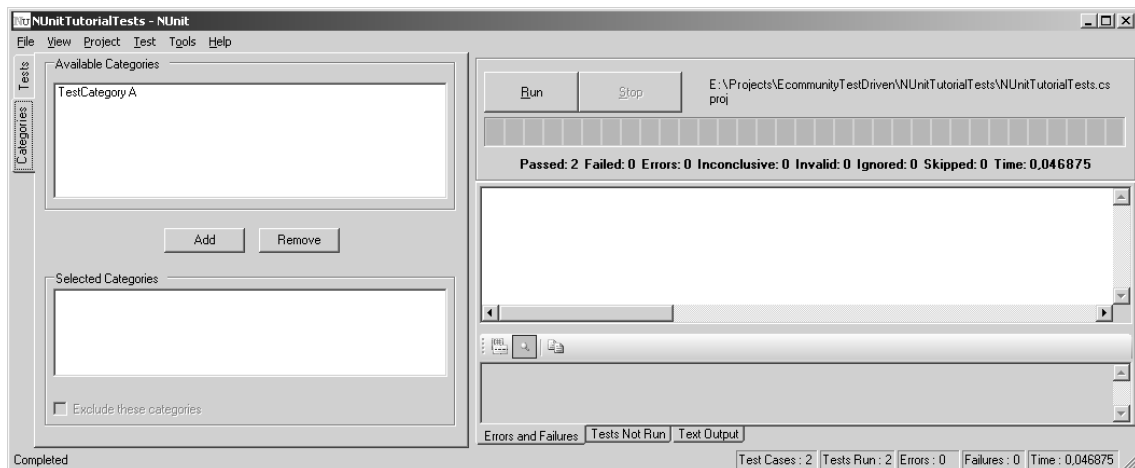 NUnitTutorialTests - NUnit
File View Project Test Tools Help
Tests
Categories
Available Categories
TestCategory A
Add Remove
Selected Categories
Exclude these categories
Run Stop
E:\Projects\EcommunityTestDriven\NUnitTutorialTests\NUnitTutorialTests.cs
proj
Passed: 2 Failed: 0 Errors: 0 Inconclusive: 0 Invalid: 0 Ignored: 0 Skipped: 0 Time: 0,046875
Errors and Failures Tests Not Run Text Output
Completed Test Cases : 2 Tests Run : 2 Errors : 0 Failures : 0 Time : 0,046875